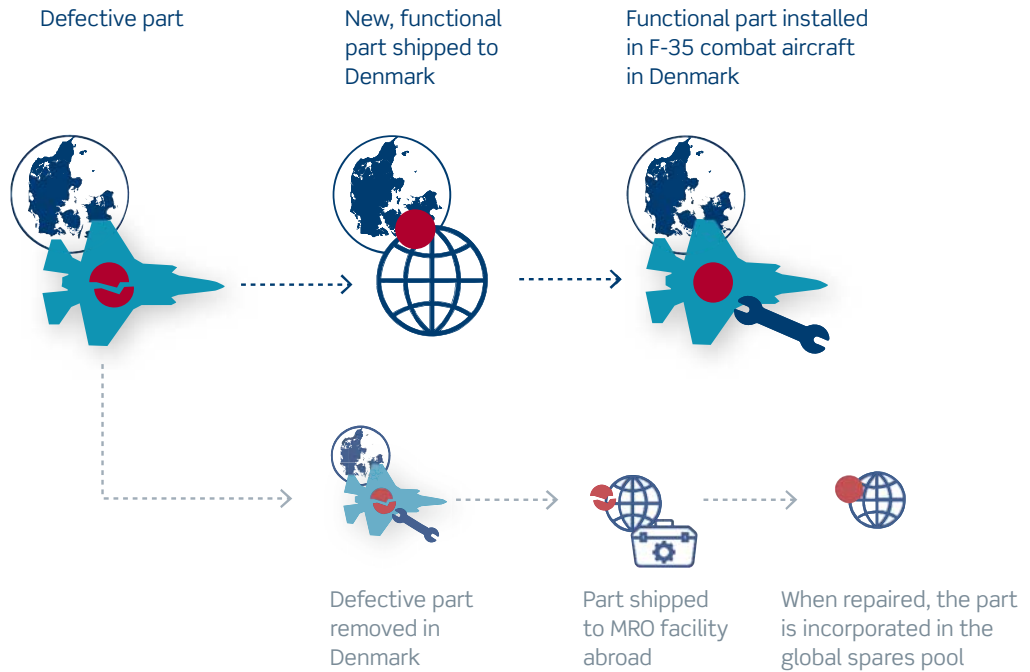 Defective part
New, functional
part shipped to
Denmark
Functional part installed
in F-35 combat aircraft
in Denmark
Defective part
removed in
Denmark
Part shipped
to MRO facility
abroad
When repaired, the part
is incorporated in the
global spares pool